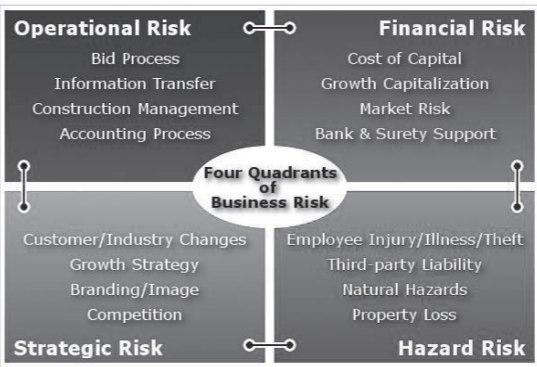 Operational Risk
Bid Process
Information Transfer
Construction Management
Accounting Process
Financial Risk
Cost of Capital
Growth Capitalization
Market Risk
Bank & Surety Support
Four Quadrants
of
Business Risk
Customer/Industry Changes
Growth Strategy
Branding/Image
Competition
Strategic Risk
Employee Injury/Illness/Theft
Third-party Liability
Natural Hazards
Property Loss
Hazard Risk